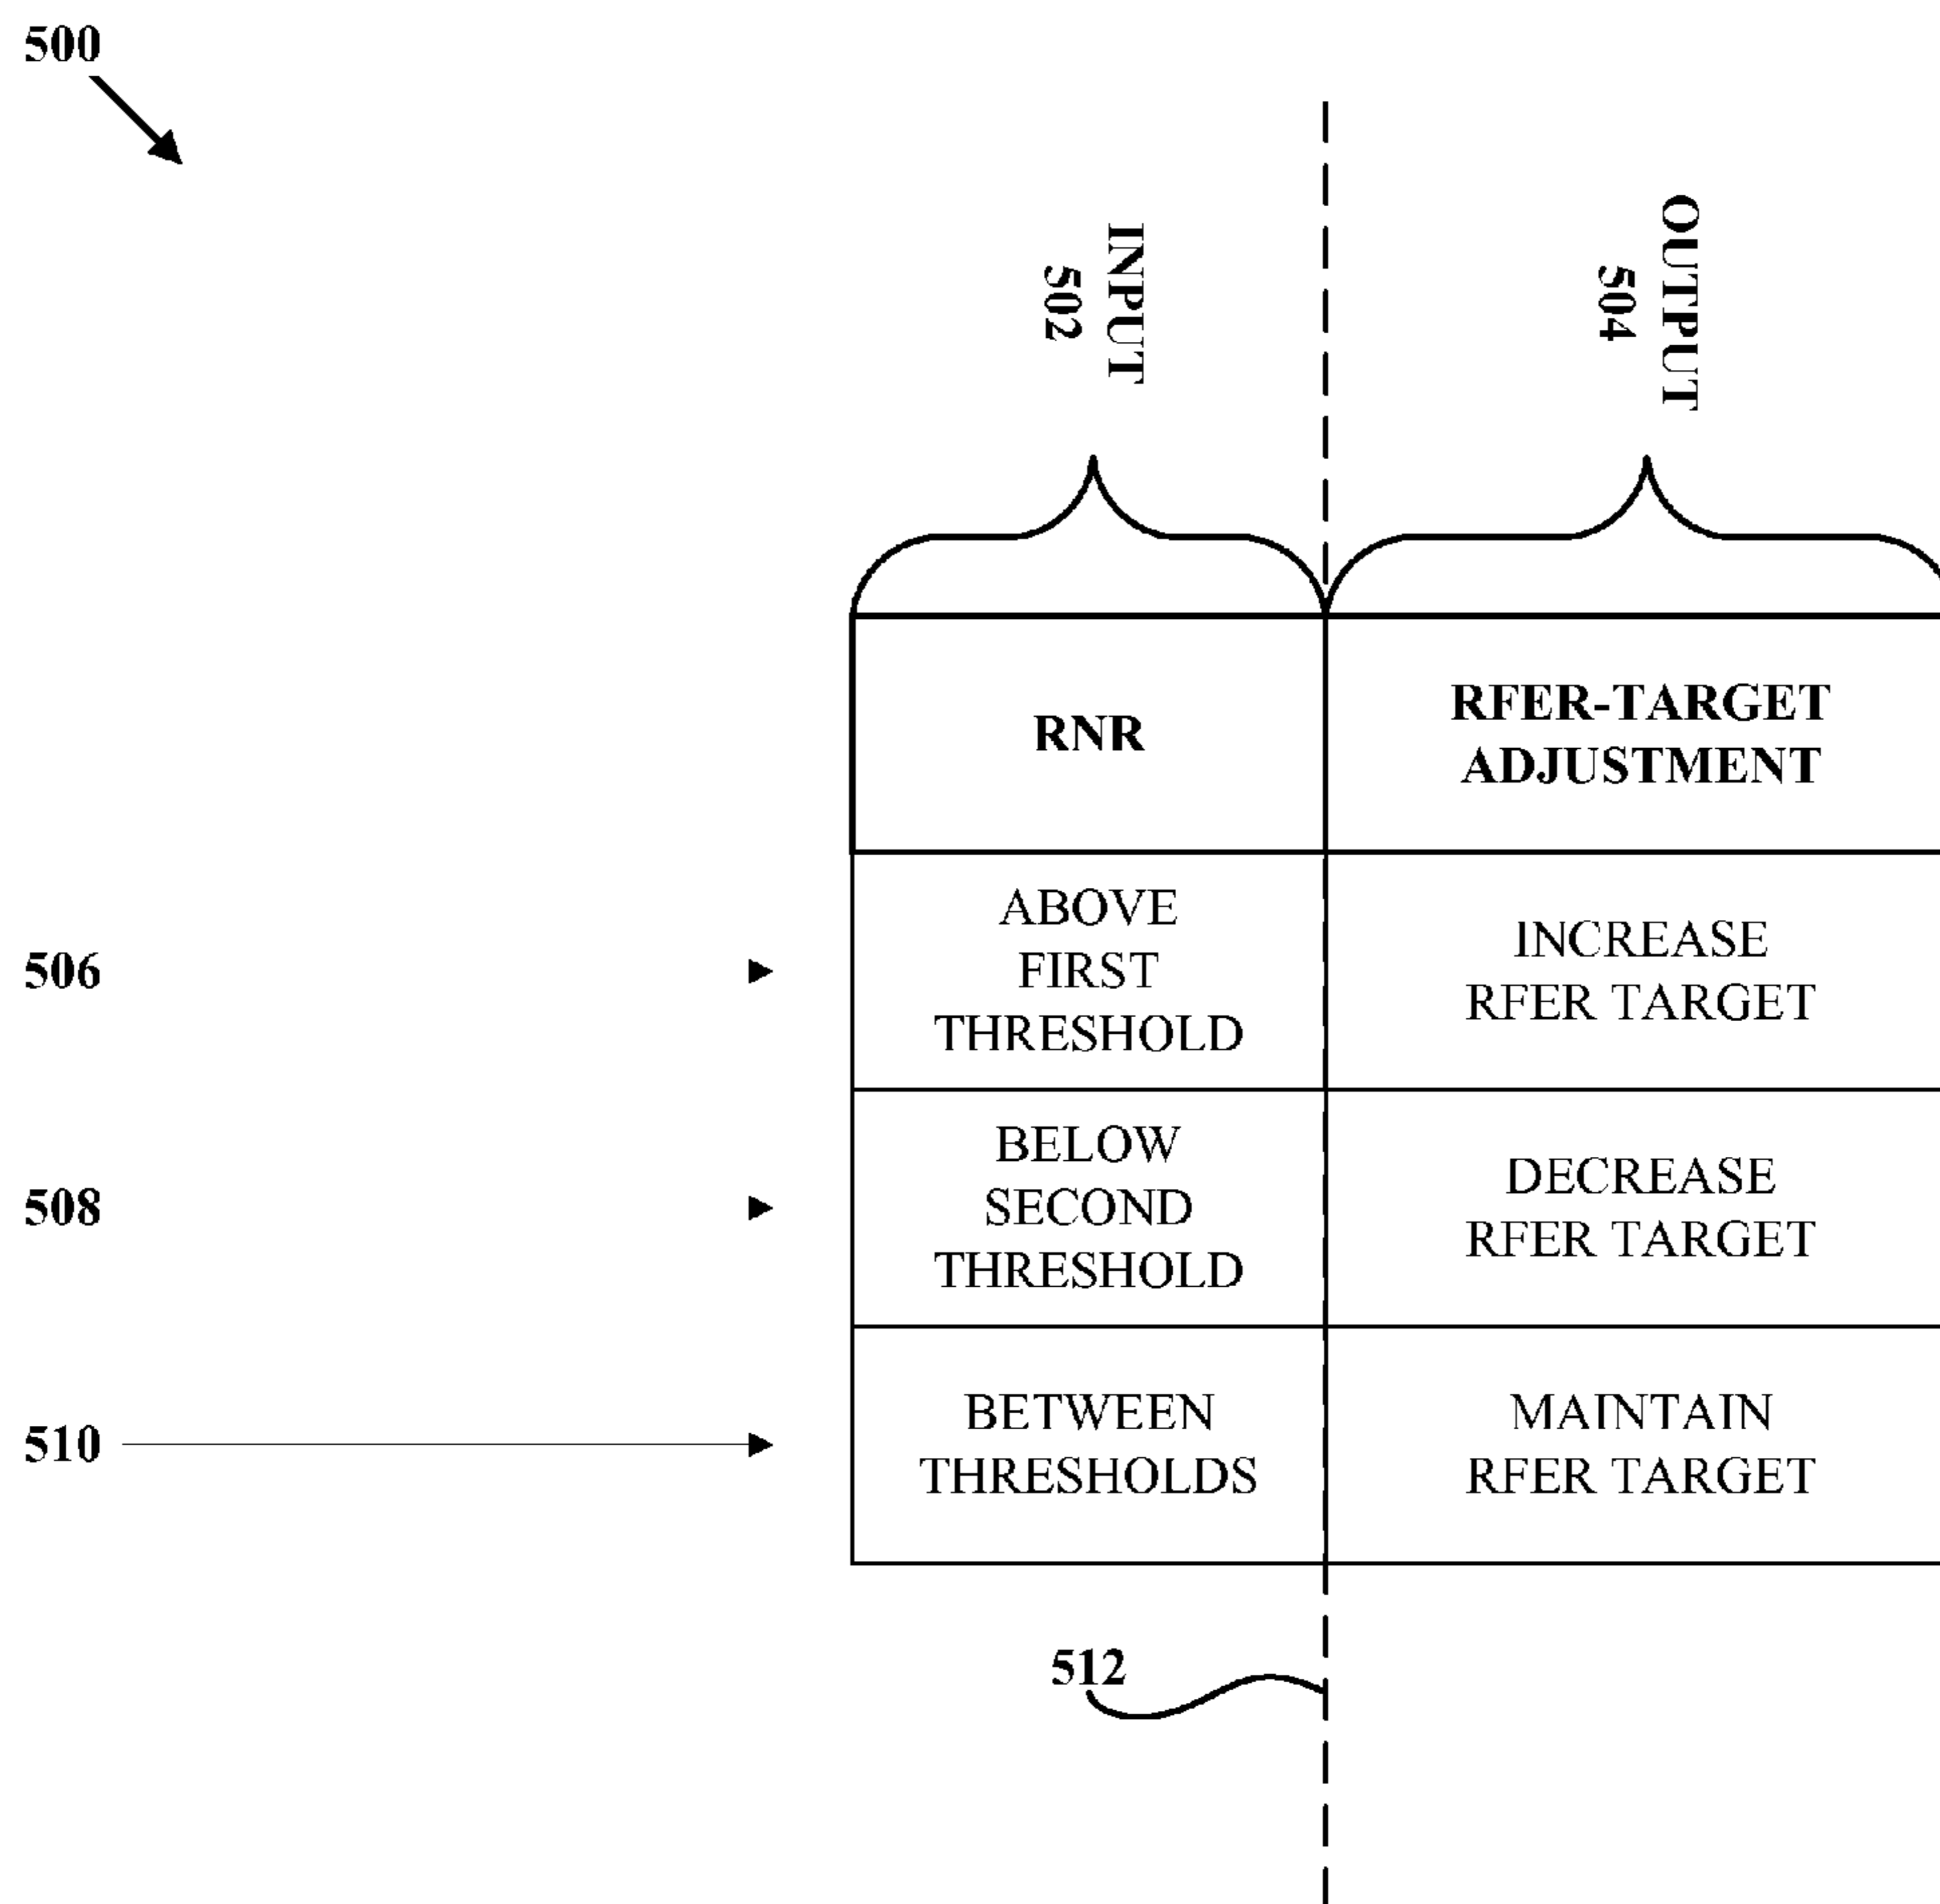 500
INPUT
502
OUTPUT
504
RNR
RFER-TARGET
ADJUSTMENT
506
ABOVE
FIRST
THRESHOLD
INCREASE
RFER TARGET
508
BELOW
SECOND
THRESHOLD
DECREASE
RFER TARGET
510
BETWEEN
THRESHOLDS
MAINTAIN
RFER TARGET
512